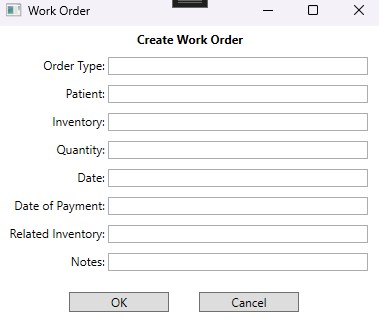 Work Order
Create Work Order
Order Type:
Patient:
Inventory:
Quantity:
Date:
Date of Payment:
Related Inventory:
Notes:
OK Cancel